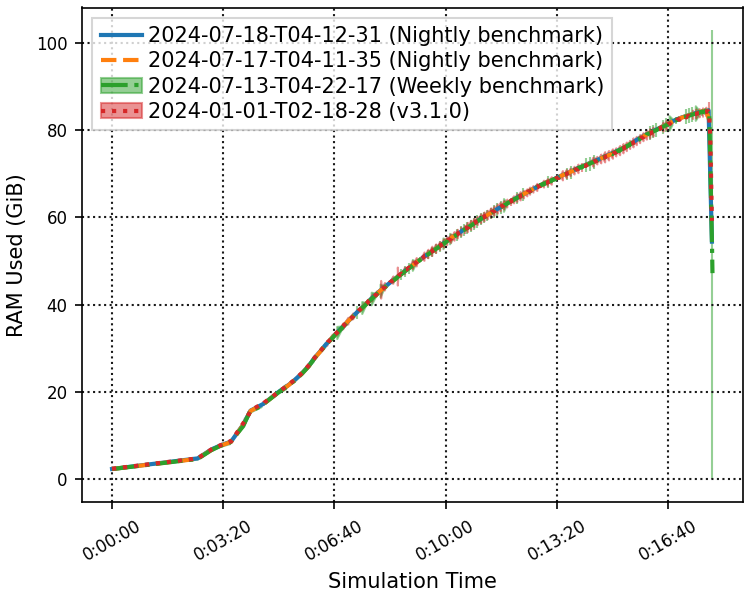 2024-07-18-T04-12-31 (Nightly benchmark)
2024-07-17-T04-11-35 (Nightly benchmark)
2024-07-13-T04-22-17 (Weekly benchmark)
2024-01-01-T02-18-28 (v3.1.0)
100
80
60
40
20
0
RAM Used (GiB)
0:00:00
0:03:20
0:06:40
0:10:00
0:13:20
0:16:40
Simulation Time